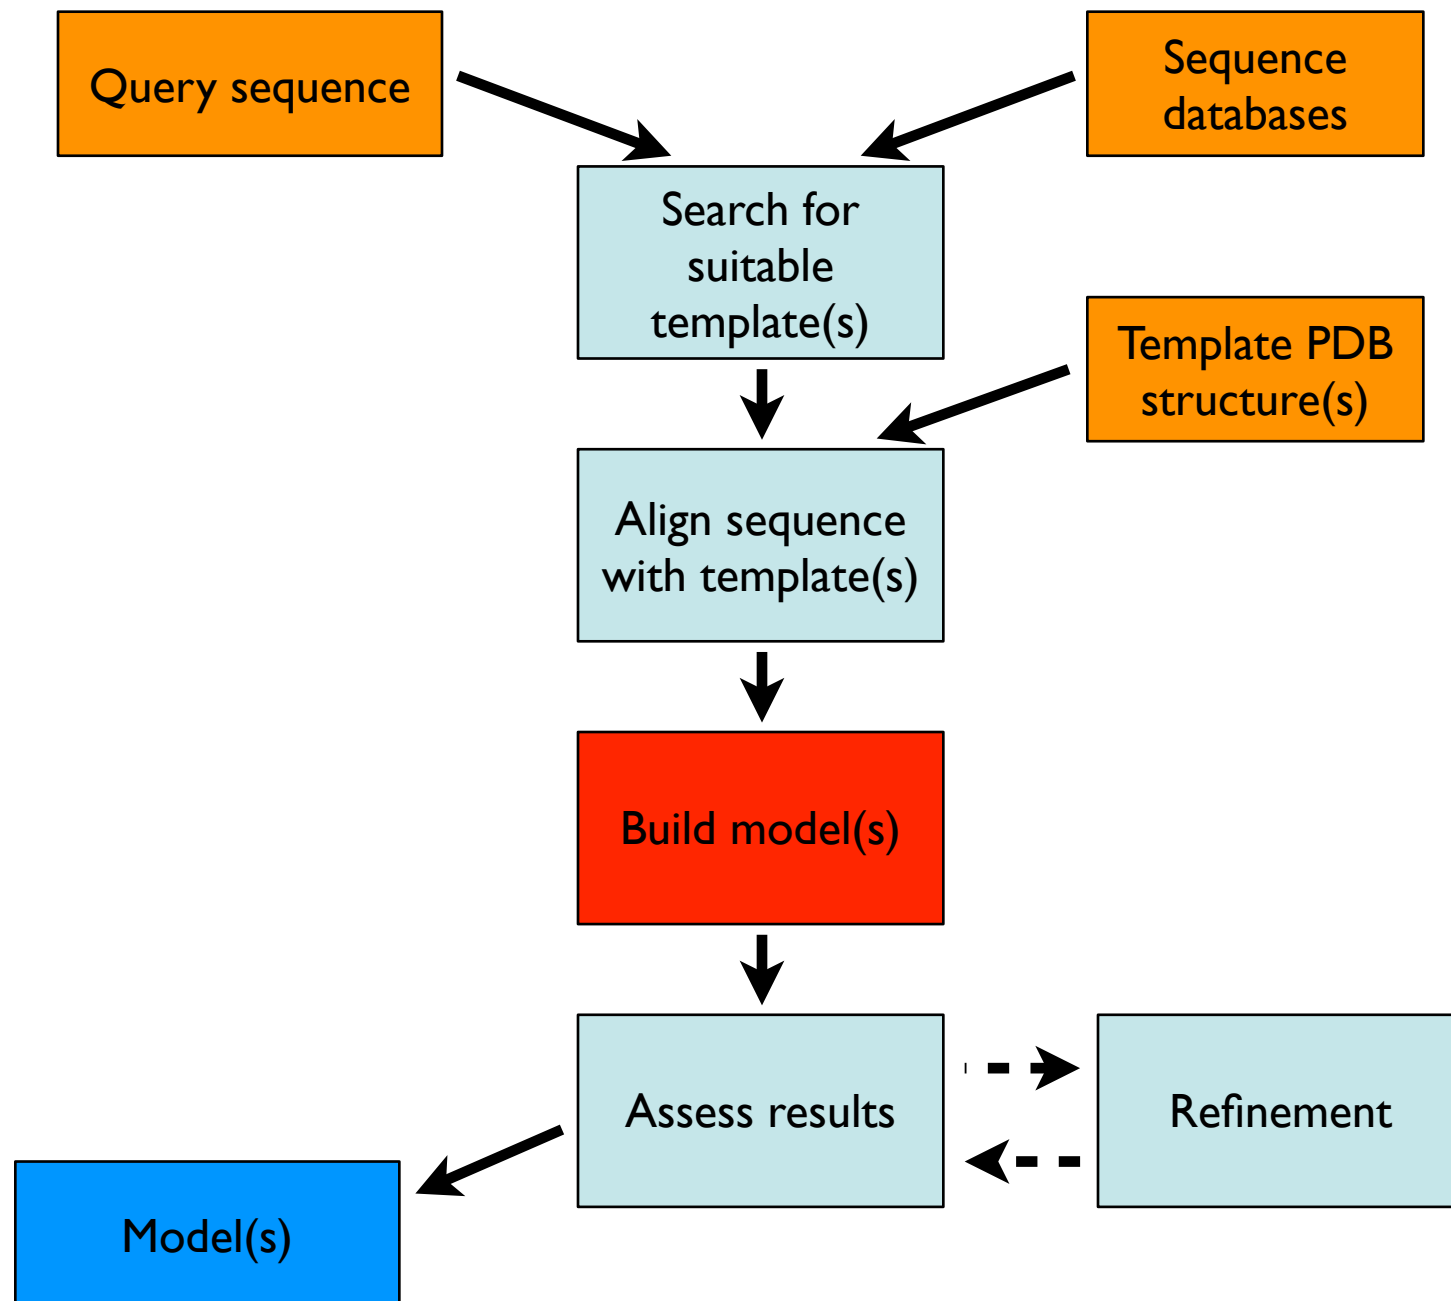 Query sequence
Sequence
databases
Search for
suitable
template(s)
Template PDB
structure(s)
Align sequence
with template(s)
Build model(s)
Assess results
Refinement
Model(s)